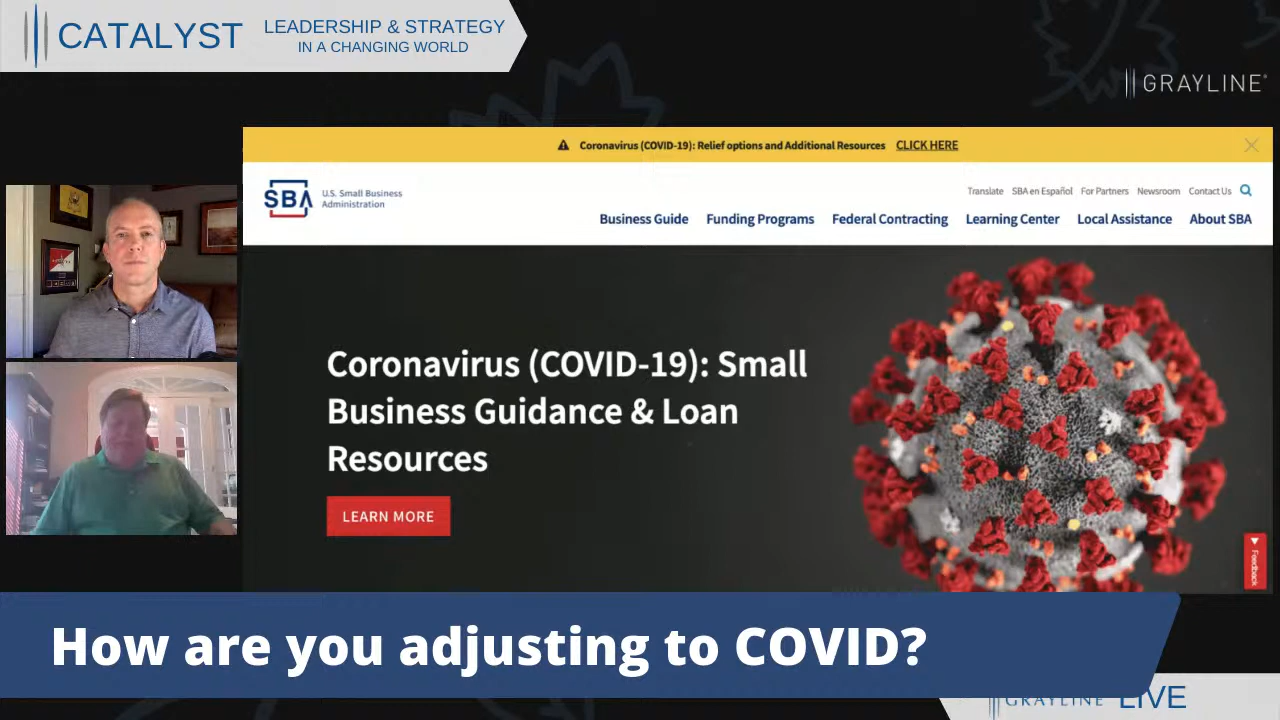 CATALYST
LEADERSHIP & STRATEGY
IN A CHANGING WORLD
GRAYLINE
Coronavirus (COVID-19): Relief options and Additional Resources CLICK HERE
SBA
U.S. Small Business
Administration
Translate SBA en Español For Partners Newsroom Contact Us
Business Guide Funding Programs Federal Contracting Learning Center Local Assistance About SBA
Coronavirus (COVID-19): Small
Business Guidance & Loan
Resources
LEARN MORE
Feedback
How are you adjusting to COVID?
GRAYLINE LIVE